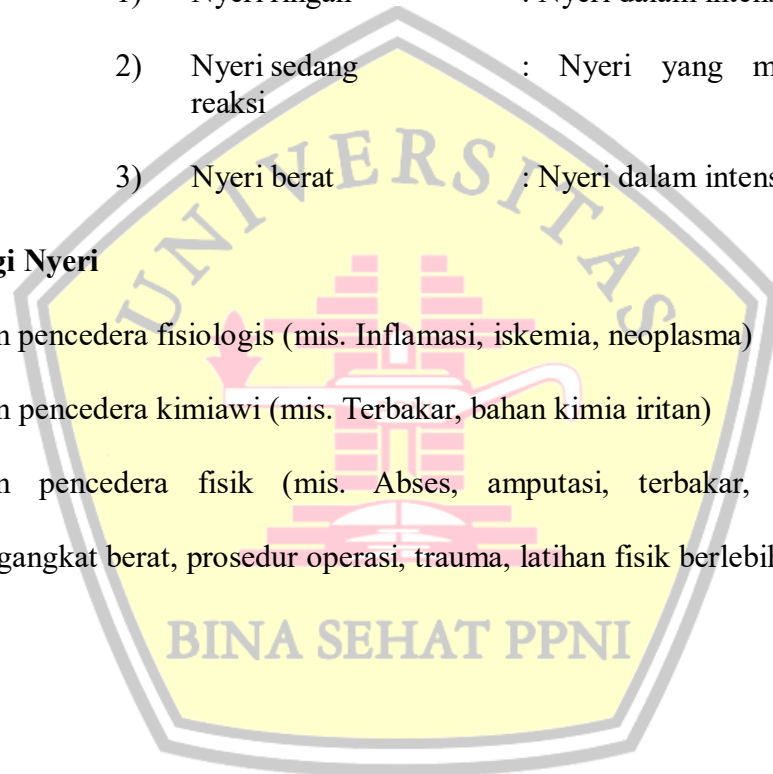 1) Nyeri ringan : Nyeri dalam intens
2) Nyeri sedang : Nyeri yang m
reaksi
3) Nyeri berat : Nyeri dalam intens
gi Nyeri
n pencedera fisiologis (mis. Inflamasi, iskemia, neoplasma)
n pencedera kimiawi (mis. Terbakar, bahan kimia iritan)
n pencedera fisik (mis. Abses, amputasi, terbakar,
gangkat berat, prosedur operasi, trauma, latihan fisik berlebih
UNIVERSITAS
BINA SEHAT PPNI